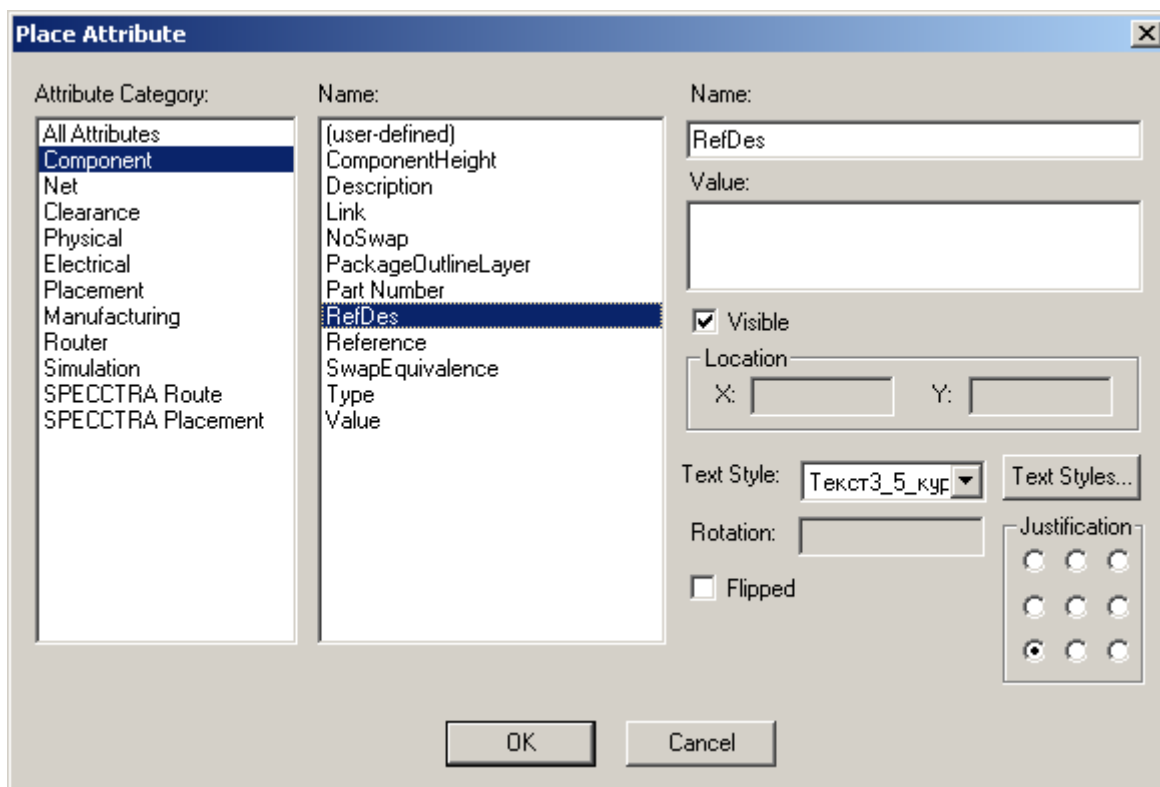 Place Attribute
Attribute Category:
All Attributes
Component
Net
Clearance
Physical
Electrical
Placement
Manufacturing
Router
Simulation
SPECCTRA Route
SPECCTRA Placement
Name:
(user-defined)
ComponentHeight
Description
Link
NoSwap
PackageOutlineLayer
Part Number
RefDes
Reference
SwapEquivalence
Type
Value
Name:
RefDes
Value:
Visible
Location
X: Y:
Text Style: Текст3_5_кур Text Styles...
Rotation:
Justification
Flipped
OK Cancel